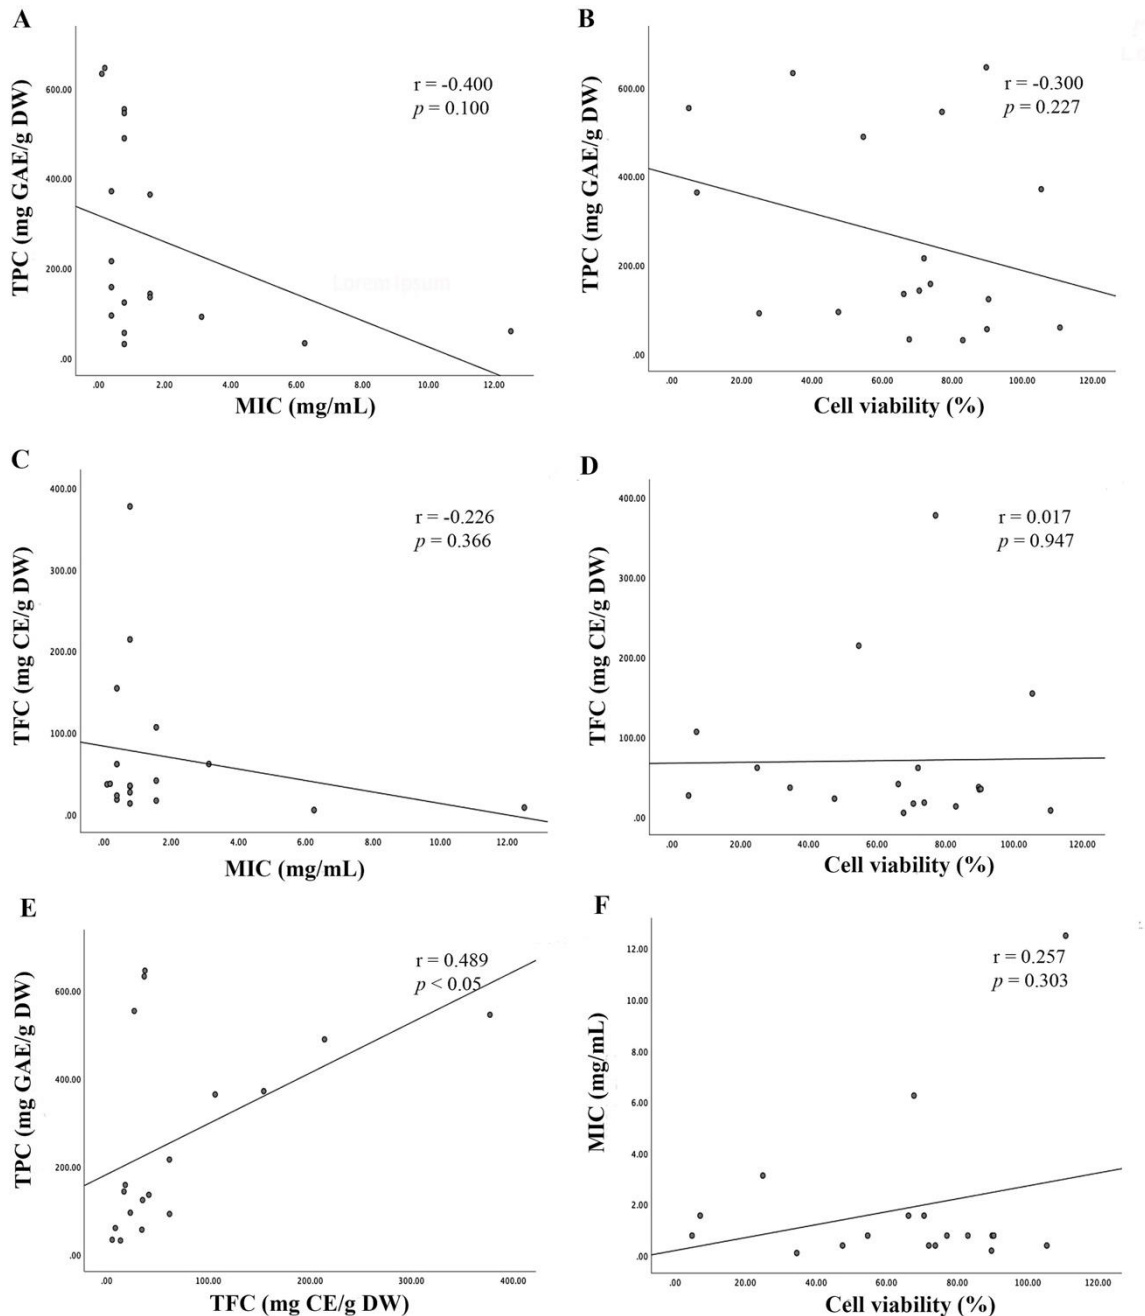 A
TPC (mg GAE/g DW)
600.00
400.00
200.00
.00
r = -0.400
p = 0.100
.00 2.00 4.00 6.00 8.00 10.00 12.00
MIC (mg/mL)
B
TPC (mg GAE/g DW)
600.00
400.00
200.00
.00
r = -0.300
p = 0.227
.00 20.00 40.00 60.00 80.00 100.00 120.00
Cell viability (%)
C
TFC (mg CE/g DW)
400.00
300.00
200.00
100.00
.00
r = -0.226
p = 0.366
.00 2.00 4.00 6.00 8.00 10.00 12.00
MIC (mg/mL)
D
TFC (mg CE/g DW)
400.00
300.00
200.00
100.00
.00
r = 0.017
p = 0.947
.00 20.00 40.00 60.00 80.00 100.00 120.00
Cell viability (%)
E
TPC (mg GAE/g DW)
600.00
400.00
200.00
.00
r = 0.489
p < 0.05
.00 100.00 200.00 300.00 400.00
TFC (mg CE/g DW)
F
MIC (mg/mL)
12.00
10.00
8.00
6.00
4.00
2.00
.00
r = 0.257
p = 0.303
.00 20.00 40.00 60.00 80.00 100.00 120.00
Cell viability (%)